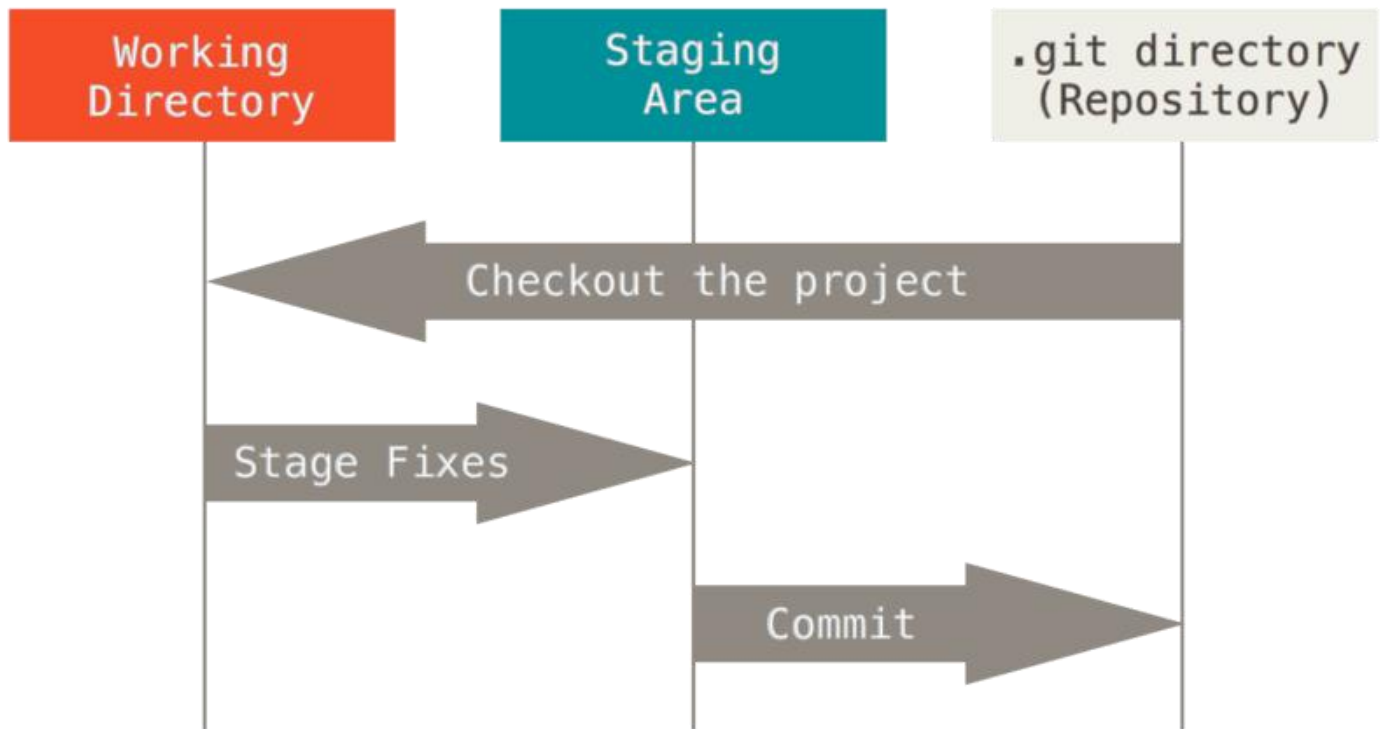 Working
Directory
Staging
Area
.git directory
(Repository)
Checkout the project
Stage Fixes
Commit